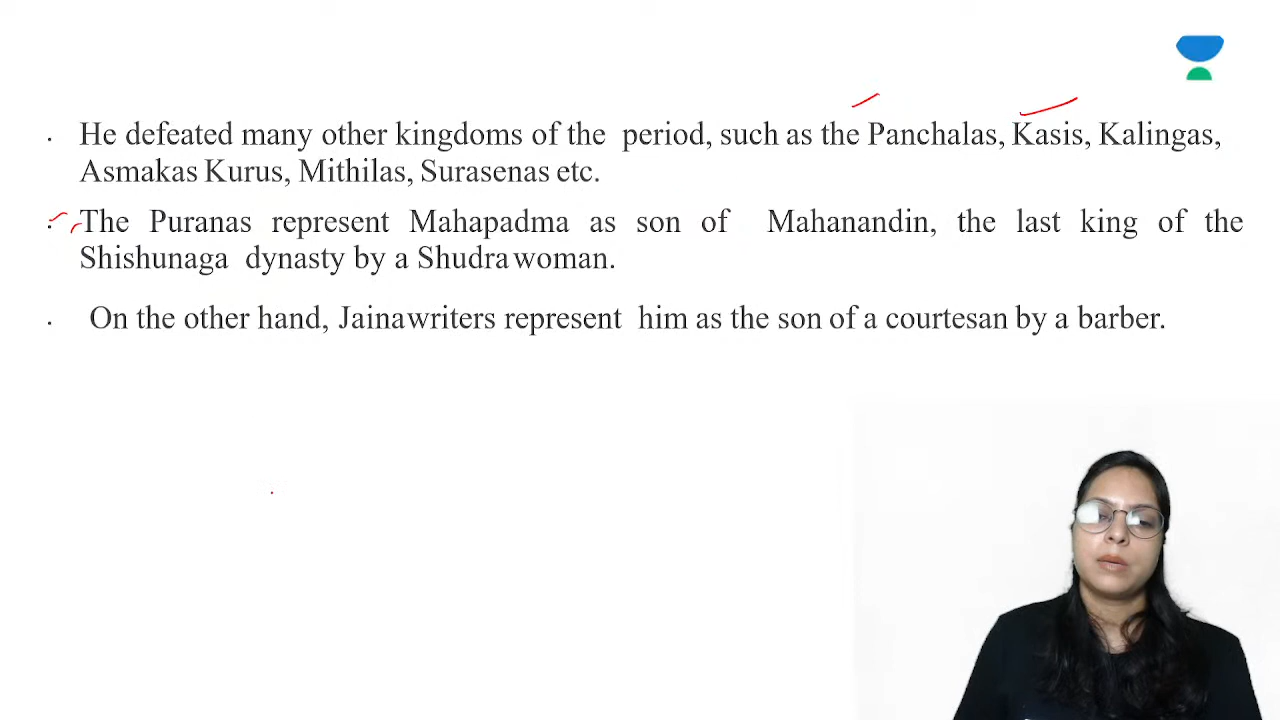 . He defeated many other kingdoms of the period, such as the Panchalas, Kasis, Kalingas,
Asmakas Kurus, Mithilas, Surasenas etc.
. The Puranas represent Mahapadma as son of Mahanandin, the last king of the
Shishunaga dynasty by a Shudra woman.
. On the other hand, Jaina writers represent him as the son of a courtesan by a barber.